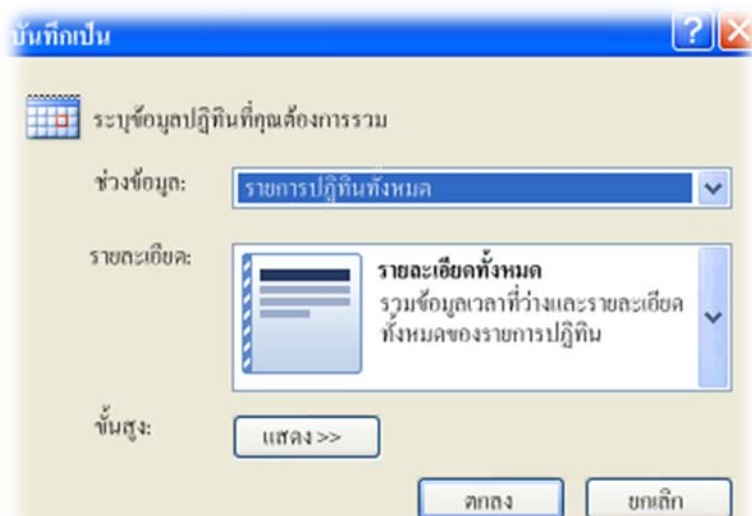 บันทึกเป็น
ระบุข้อมูลปฏิทินที่คุณต้องการรวม
ช่วงข้อมูล:
รายการปฏิทินทั้งหมด
รายละเอียด:
รายละเอียดทั้งหมด
รวมข้อมูลเวลาที่ว่างและรายละเอียด
ทั้งหมดของรายการปฏิทิน
ขั้นสูง:
แสดง >>
ตกลง
ยกเลิก